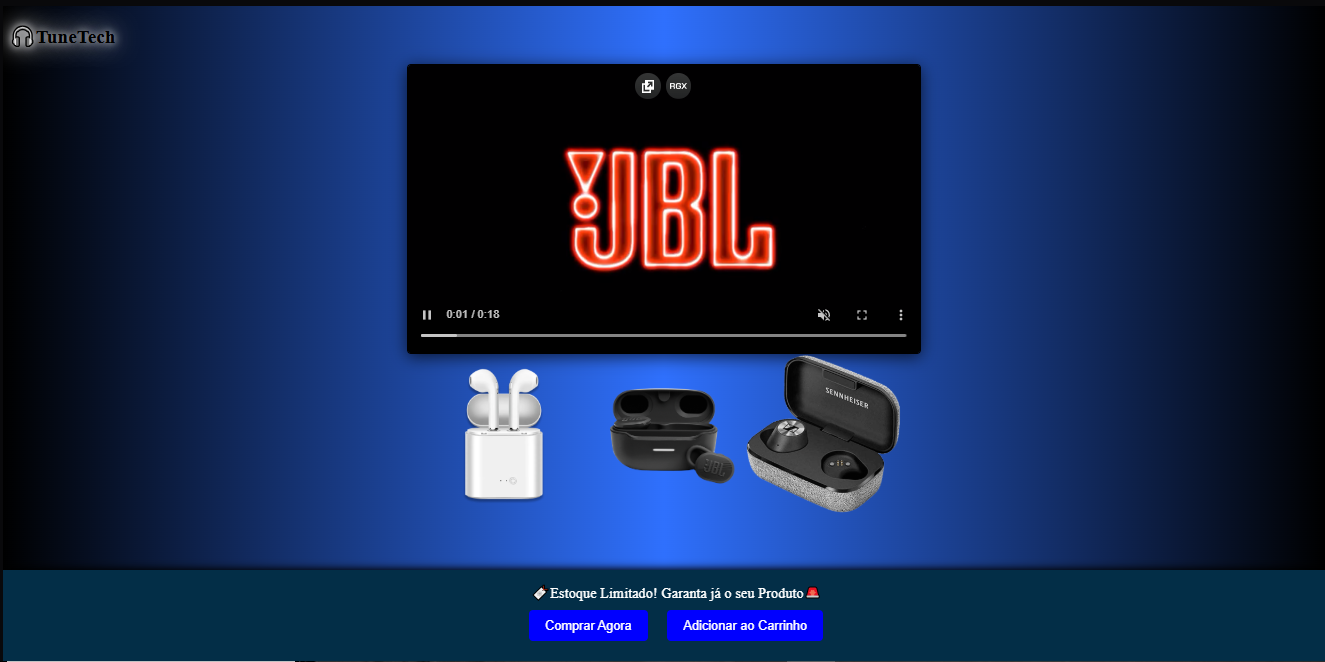 TuneTech
RGX
JBL
0:01 / 0:18
SENNHEISER
JBL
Estoque Limitado! Garanta já o seu Produto
Comprar Agora
Adicionar ao Carrinho